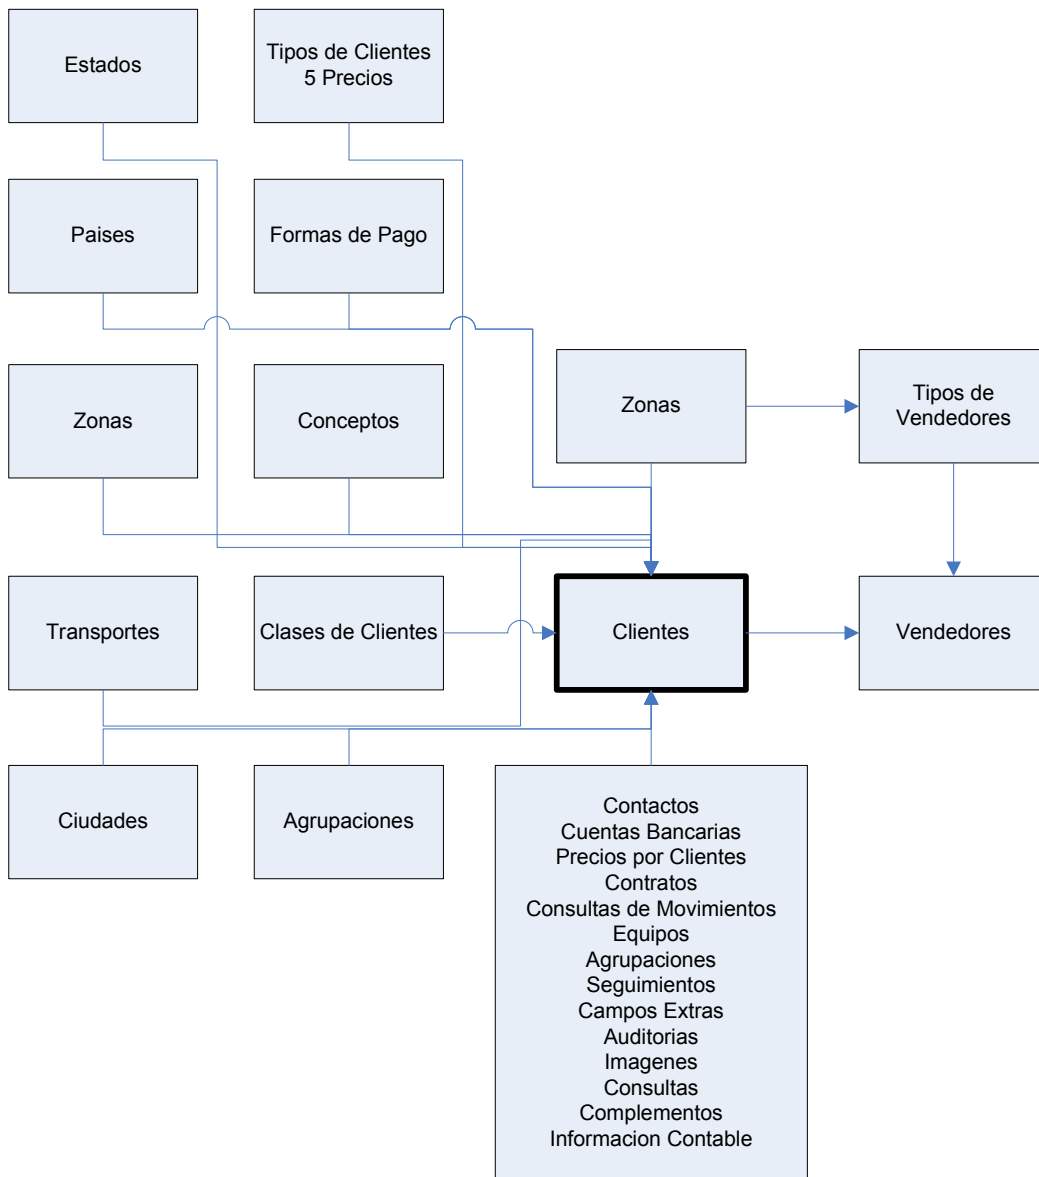 Estados
Tipos de Clientes
5 Precios
Paises
Formas de Pago
Zonas
Conceptos
Zonas
Tipos de
Vendedores
Transportes
Clases de Clientes
Clientes
Vendedores
Ciudades
Agrupaciones
Contactos
Cuentas Bancarias
Precios por Clientes
Contratos
Consultas de Movimientos
Equipos
Agrupaciones
Seguimientos
Campos Extras
Auditorias
Imagenes
Consultas
Complementos
Informacion Contable